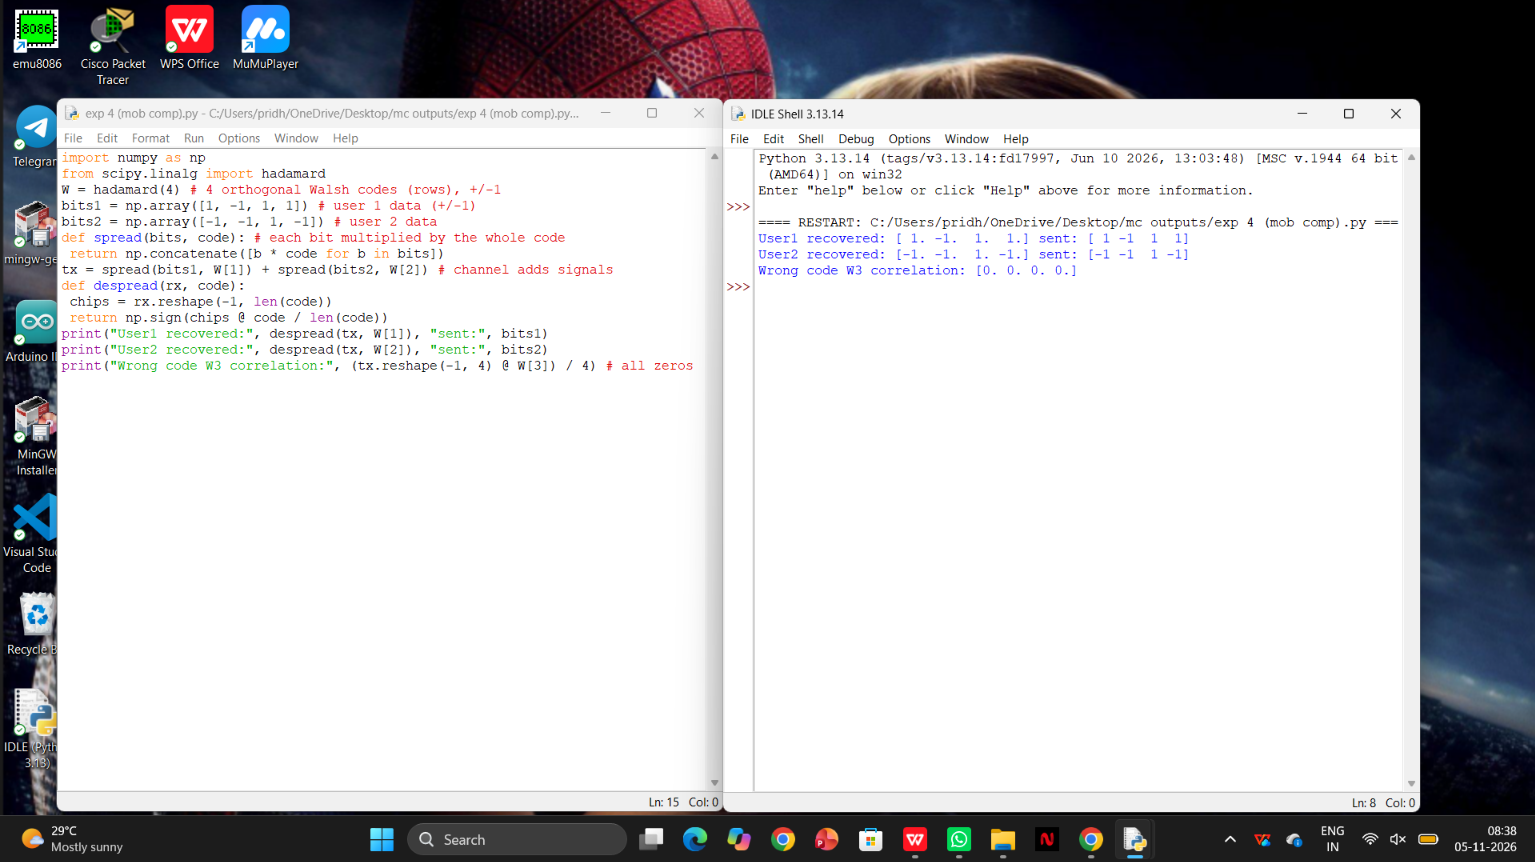 emu8086
Cisco Packet
Tracer
WPS Office
MuMuPlayer
Telegram
mingw-ge
Arduino I
MinGW
Installer
Visual Stud
Code
Recycle B
IDLE (Pyth
3.13)
exp 4 (mob comp).py - C:/Users/pridh/OneDrive/Desktop/mc outputs/exp 4 (mob comp).py...
File Edit Format Run Options Window Help
import numpy as np
from scipy.linalg import hadamard
W = hadamard(4) # 4 orthogonal Walsh codes (rows), +/-1
bits1 = np.array([1, -1, 1, 1]) # user 1 data (+/-1)
bits2 = np.array([-1, -1, 1, -1]) # user 2 data
def spread(bits, code): # each bit multiplied by the whole code
 return np.concatenate([b * code for b in bits])
tx = spread(bits1, W[1]) + spread(bits2, W[2]) # channel adds signals
def despread(rx, code):
 chips = rx.reshape(-1, len(code))
 return np.sign(chips @ code / len(code))
print("User1 recovered:", despread(tx, W[1]), "sent:", bits1)
print("User2 recovered:", despread(tx, W[2]), "sent:", bits2)
print("Wrong code W3 correlation:", (tx.reshape(-1, 4) @ W[3]) / 4) # all zeros
Ln: 15 Col: 0
IDLE Shell 3.13.14
File Edit Shell Debug Options Window Help
Python 3.13.14 (tags/v3.13.14:fd17997, Jun 10 2026, 13:03:48) [MSC v.1944 64 bit
(AMD64)] on win32
Enter "help" below or click "Help" above for more information.
>>>
==== RESTART: C:/Users/pridh/OneDrive/Desktop/mc outputs/exp 4 (mob comp).py ===
User1 recovered: [ 1. -1.  1.  1.] sent: [ 1 -1  1  1]
User2 recovered: [-1. -1.  1. -1.] sent: [-1 -1  1 -1]
Wrong code W3 correlation: [0. 0. 0. 0.]
>>>
Ln: 8 Col: 0
29°C
Mostly sunny
Search
ENG
IN
08:38
05-11-2026